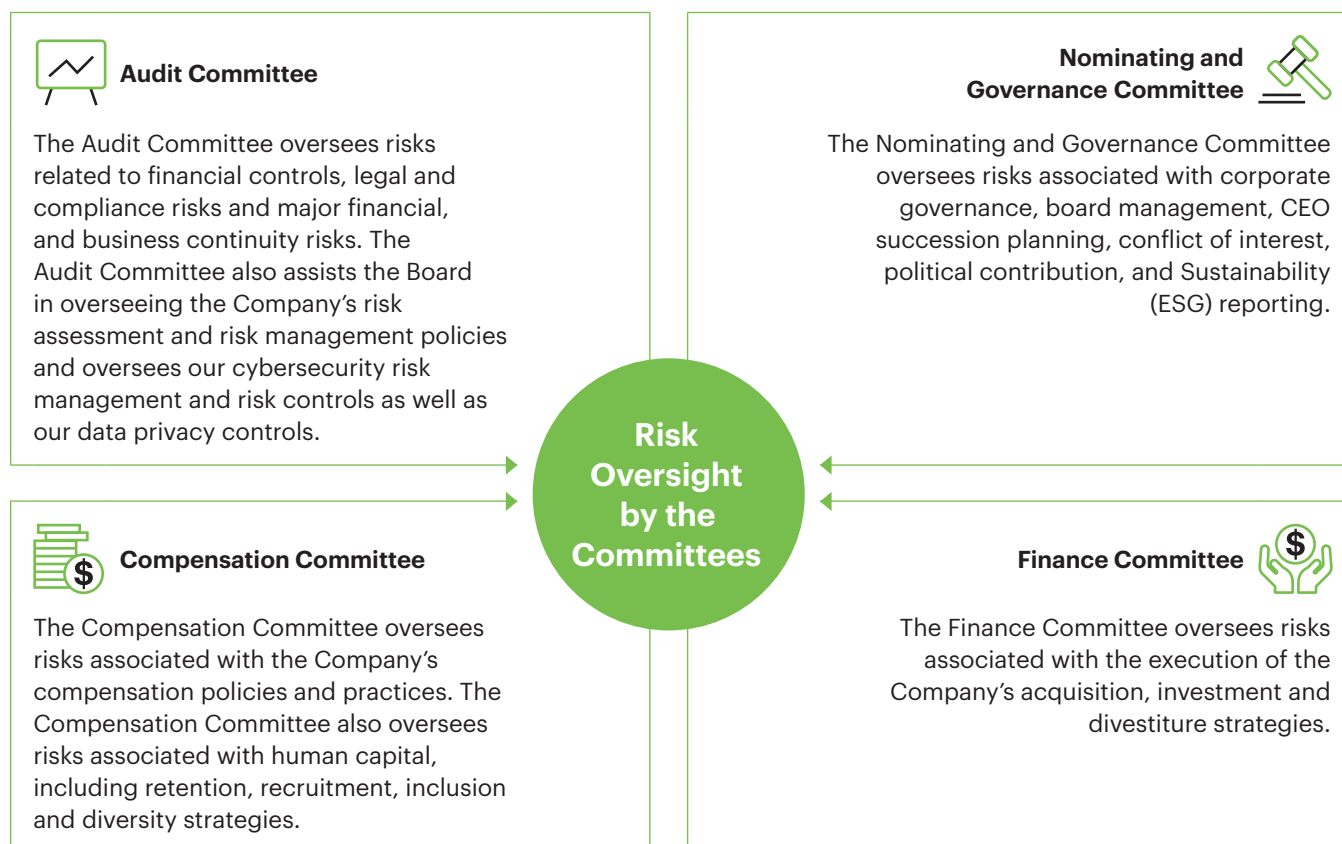 Audit Committee
The Audit Committee oversees risks
related to financial controls, legal and
compliance risks and major financial,
and business continuity risks. The
Audit Committee also assists the Board
in overseeing the Company’s risk
assessment and risk management policies
and oversees our cybersecurity risk
management and risk controls as well as
our data privacy controls.
Nominating and
Governance Committee
The Nominating and Governance Committee
oversees risks associated with corporate
governance, board management, CEO
succession planning, conflict of interest,
political contribution, and Sustainability
(ESG) reporting.
Risk
Oversight
by the
Committees
$
Compensation Committee
The Compensation Committee oversees
risks associated with the Company’s
compensation policies and practices. The
Compensation Committee also oversees
risks associated with human capital,
including retention, recruitment, inclusion
and diversity strategies.
Finance Committee
$
The Finance Committee oversees risks
associated with the execution of the
Company’s acquisition, investment and
divestiture strategies.